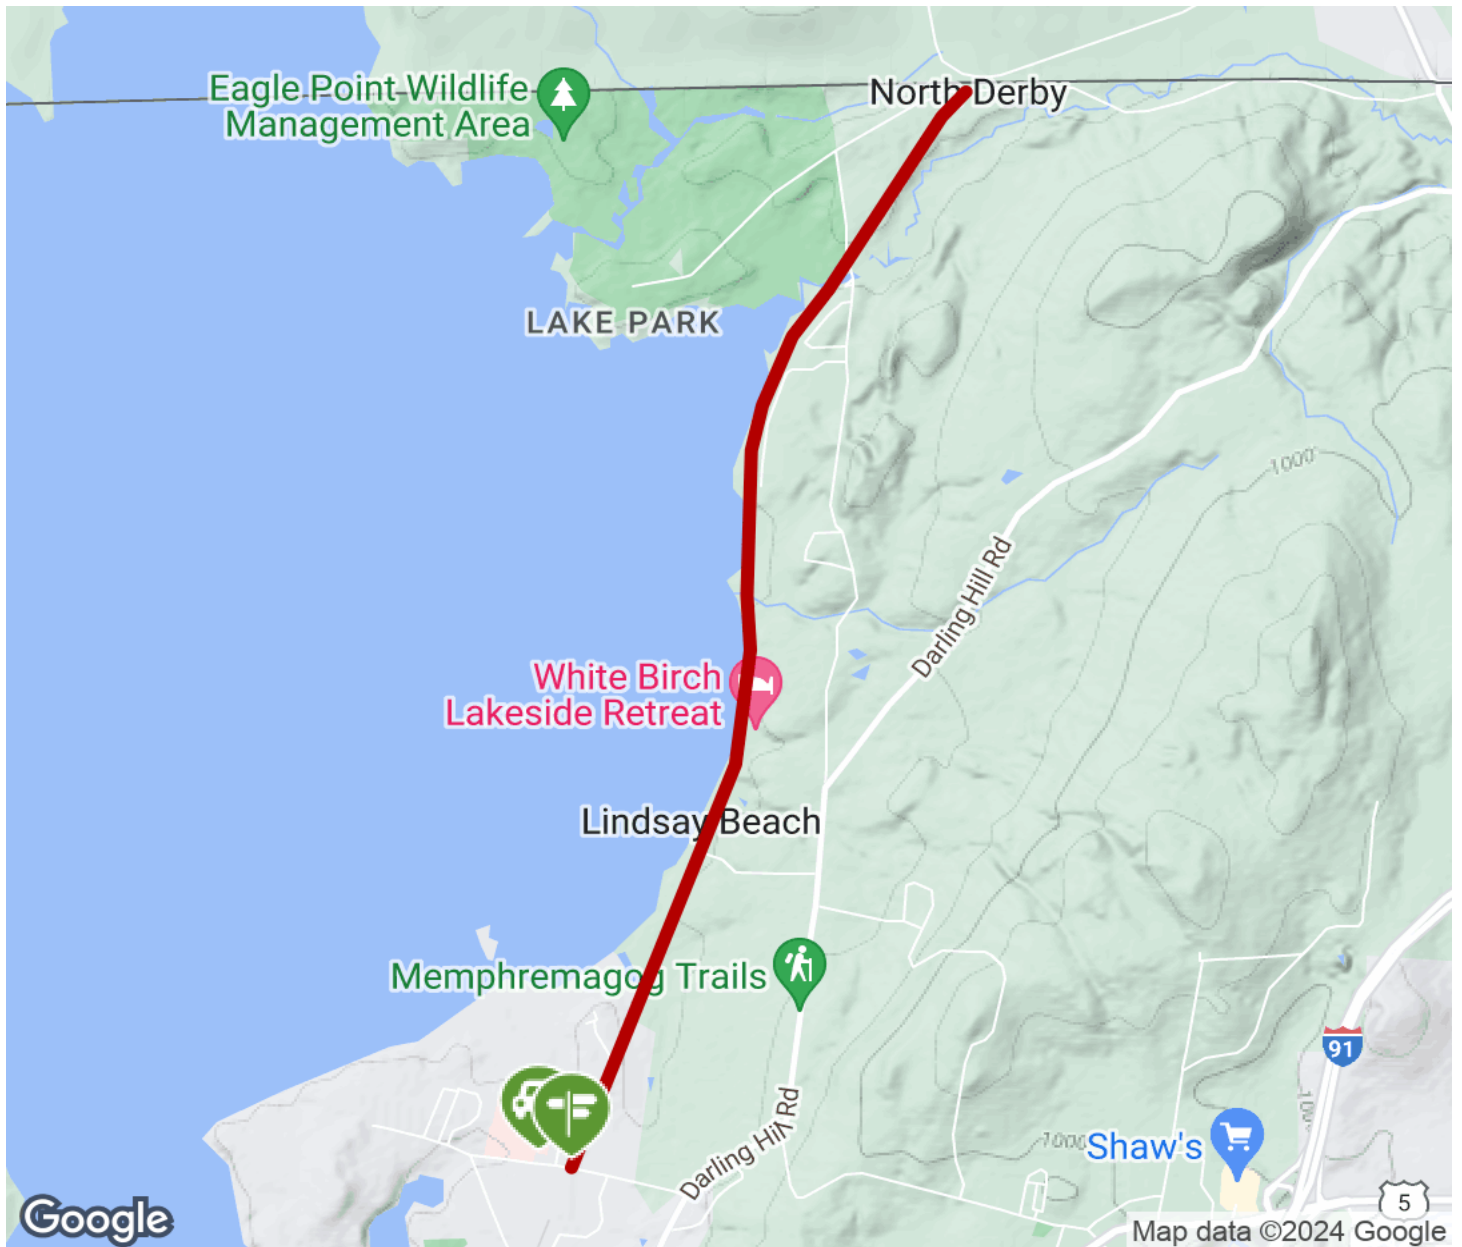 Eagle Point Wildlife
Management Area
North Derby
LAKE PARK
1000
Darling Hill Rd
White Birch
Lakeside Retreat
Lindsay Beach
Memphremagog Trails
91
Darling Hill Rd
1000
Shaw's
5
Google
Map data ©2024 Google